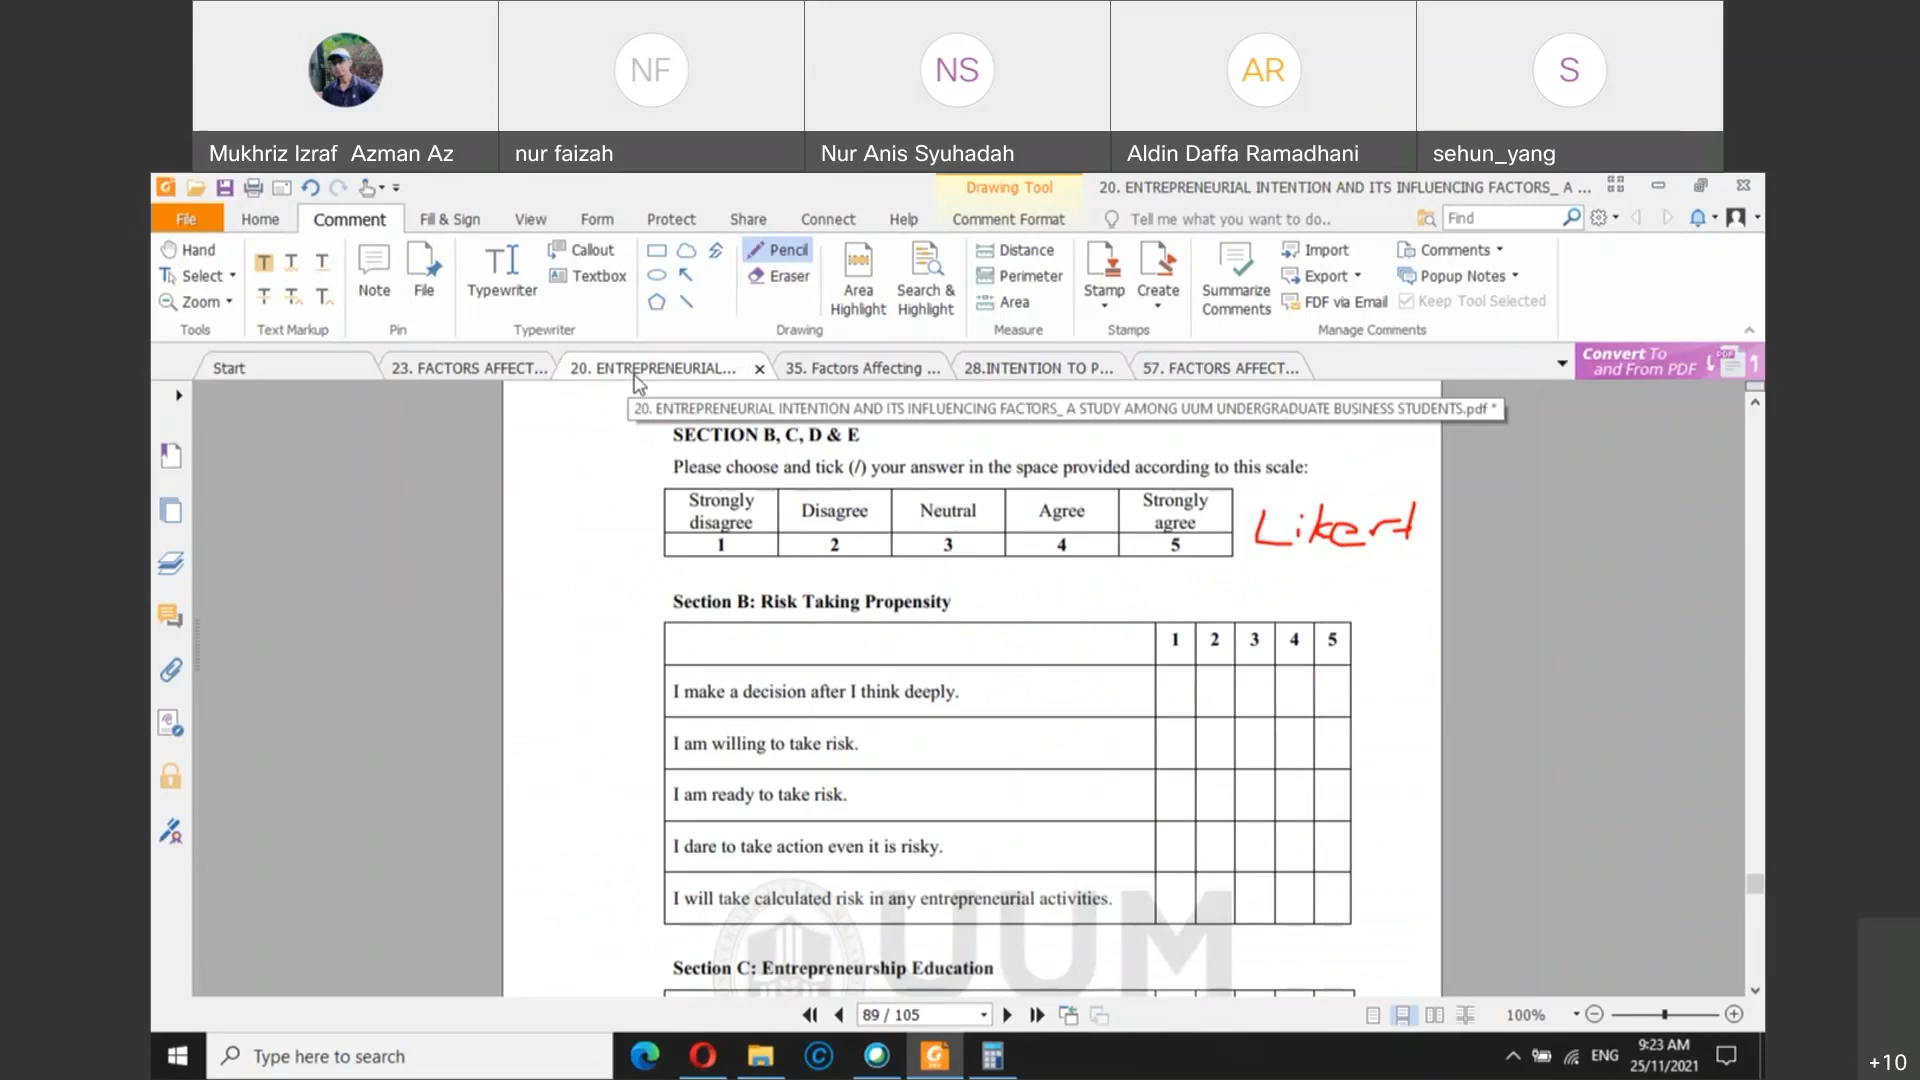 NF
NS
AR
S
Mukhriz Izraf Azman Az
nur faizah
Nur Anis Syuhadah
Aldin Daffa Ramadhani
sehun_yang
Drawing Tool
20. ENTREPRENEURIAL INTENTION AND ITS INFLUENCING FACTORS_ A ...
File
Home
Comment
Fill & Sign
View
Form
Protect
Share
Connect
Help
Comment Format
Tell me what you want to do..
Find
Hand
Select
Zoom
Tools
Text Markup
Note
File
Pin
Typewriter
Callout
Textbox
Typewriter
Pencil
Eraser
Area Highlight
Search & Highlight
Drawing
Distance
Perimeter
Area
Measure
Stamp
Create
Stamps
Summarize Comments
Import
Export
FDF via Email
Comments
Popup Notes
Keep Tool Selected
Manage Comments
Start
23. FACTORS AFFECT...
20. ENTREPRENEURIAL...
35. Factors Affecting ...
28.INTENTION TO P...
57. FACTORS AFFECT...
Convert To
and From PDF
20. ENTREPRENEURIAL INTENTION AND ITS INFLUENCING FACTORS_ A STUDY AMONG UUM UNDERGRADUATE BUSINESS STUDENTS.pdf *
SECTION B, C, D & E
Please choose and tick (/) your answer in the space provided according to this scale:
Strongly disagree Disagree Neutral Agree Strongly agree
1 2 3 4 5
Likert
Section B: Risk Taking Propensity
1 2 3 4 5
I make a decision after I think deeply.
I am willing to take risk.
I am ready to take risk.
I dare to take action even it is risky.
I will take calculated risk in any entrepreneurial activities.
UUM
Section C: Entrepreneurship Education
89 / 105
100%
Type here to search
ENG
9:23 AM
25/11/2021
+10